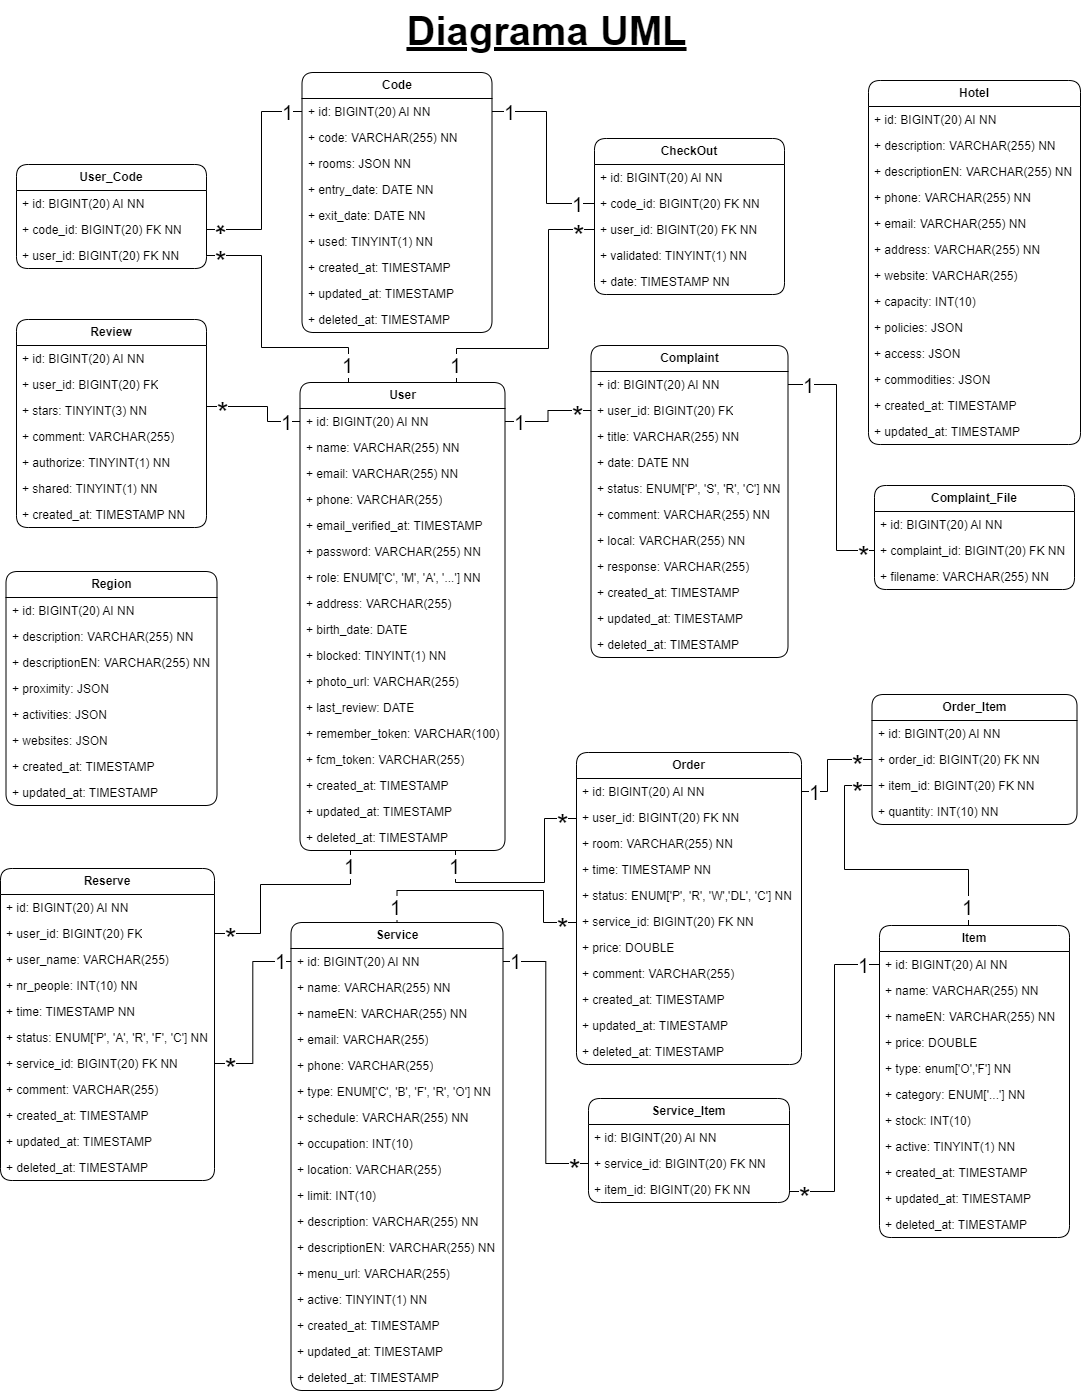 Diagrama UML
Code
+ id: BIGINT(20) AI NN
+ code: VARCHAR(255) NN
+ rooms: JSON NN
+ entry_date: DATE NN
+ exit_date: DATE NN
+ used: TINYINT(1) NN
+ created_at: TIMESTAMP
+ updated_at: TIMESTAMP
+ deleted_at: TIMESTAMP
1
1
Hotel
+ id: BIGINT(20) AI NN
+ description: VARCHAR(255) NN
+ descriptionEN: VARCHAR(255) NN
+ phone: VARCHAR(255) NN
+ email: VARCHAR(255) NN
+ address: VARCHAR(255) NN
+ website: VARCHAR(255)
+ capacity: INT(10)
+ policies: JSON
+ access: JSON
+ commodities: JSON
+ created_at: TIMESTAMP
+ updated_at: TIMESTAMP
CheckOut
+ id: BIGINT(20) AI NN
+ code_id: BIGINT(20) FK NN
+ user_id: BIGINT(20) FK NN
+ validated: TINYINT(1) NN
+ date: TIMESTAMP NN
1
*
User_Code
+ id: BIGINT(20) AI NN
+ code_id: BIGINT(20) FK NN
+ user_id: BIGINT(20) FK NN
*
*
Review
+ id: BIGINT(20) AI NN
+ user_id: BIGINT(20) FK
+ stars: TINYINT(3) NN
+ comment: VARCHAR(255)
+ authorize: TINYINT(1) NN
+ shared: TINYINT(1) NN
+ created_at: TIMESTAMP NN
*
1
1
1
1
User
+ id: BIGINT(20) AI NN
+ name: VARCHAR(255) NN
+ email: VARCHAR(255) NN
+ phone: VARCHAR(255)
+ email_verified_at: TIMESTAMP
+ password: VARCHAR(255) NN
+ role: ENUM['C', 'M', 'A', '...'] NN
+ address: VARCHAR(255)
+ birth_date: DATE
+ blocked: TINYINT(1) NN
+ photo_url: VARCHAR(255)
+ last_review: DATE
+ remember_token: VARCHAR(100)
+ fcm_token: VARCHAR(255)
+ created_at: TIMESTAMP
+ updated_at: TIMESTAMP
+ deleted_at: TIMESTAMP
1
1
Complaint
+ id: BIGINT(20) AI NN
+ user_id: BIGINT(20) FK
+ title: VARCHAR(255) NN
+ date: DATE NN
+ status: ENUM['P', 'S', 'R', 'C'] NN
+ comment: VARCHAR(255) NN
+ local: VARCHAR(255) NN
+ response: VARCHAR(255)
+ created_at: TIMESTAMP
+ updated_at: TIMESTAMP
+ deleted_at: TIMESTAMP
*
1
Complaint_File
+ id: BIGINT(20) AI NN
+ complaint_id: BIGINT(20) FK NN
+ filename: VARCHAR(255) NN
*
Region
+ id: BIGINT(20) AI NN
+ description: VARCHAR(255) NN
+ descriptionEN: VARCHAR(255) NN
+ proximity: JSON
+ activities: JSON
+ websites: JSON
+ created_at: TIMESTAMP
+ updated_at: TIMESTAMP
Order_Item
+ id: BIGINT(20) AI NN
+ order_id: BIGINT(20) FK NN
+ item_id: BIGINT(20) FK NN
+ quantity: INT(10) NN
*
*
Order
+ id: BIGINT(20) AI NN
+ user_id: BIGINT(20) FK NN
+ room: VARCHAR(255) NN
+ time: TIMESTAMP NN
+ status: ENUM['P', 'R', 'W','DL', 'C'] NN
+ service_id: BIGINT(20) FK NN
+ price: DOUBLE
+ comment: VARCHAR(255)
+ created_at: TIMESTAMP
+ updated_at: TIMESTAMP
+ deleted_at: TIMESTAMP
1
*
*
Reserve
+ id: BIGINT(20) AI NN
+ user_id: BIGINT(20) FK
+ user_name: VARCHAR(255)
+ nr_people: INT(10) NN
+ time: TIMESTAMP NN
+ status: ENUM['P', 'A', 'R', 'F', 'C'] NN
+ service_id: BIGINT(20) FK NN
+ comment: VARCHAR(255)
+ created_at: TIMESTAMP
+ updated_at: TIMESTAMP
+ deleted_at: TIMESTAMP
*
*
1
1
1
Service
+ id: BIGINT(20) AI NN
+ name: VARCHAR(255) NN
+ nameEN: VARCHAR(255) NN
+ email: VARCHAR(255)
+ phone: VARCHAR(255)
+ type: ENUM['C', 'B', 'F', 'R', 'O'] NN
+ schedule: VARCHAR(255) NN
+ occupation: INT(10)
+ location: VARCHAR(255)
+ limit: INT(10)
+ description: VARCHAR(255) NN
+ descriptionEN: VARCHAR(255) NN
+ menu_url: VARCHAR(255)
+ active: TINYINT(1) NN
+ created_at: TIMESTAMP
+ updated_at: TIMESTAMP
+ deleted_at: TIMESTAMP
Service_Item
+ id: BIGINT(20) AI NN
+ service_id: BIGINT(20) FK NN
+ item_id: BIGINT(20) FK NN
*
*
1
1
Item
+ id: BIGINT(20) AI NN
+ name: VARCHAR(255) NN
+ nameEN: VARCHAR(255) NN
+ price: DOUBLE
+ type: enum['O','F'] NN
+ category: ENUM['...'] NN
+ stock: INT(10)
+ active: TINYINT(1) NN
+ created_at: TIMESTAMP
+ updated_at: TIMESTAMP
+ deleted_at: TIMESTAMP